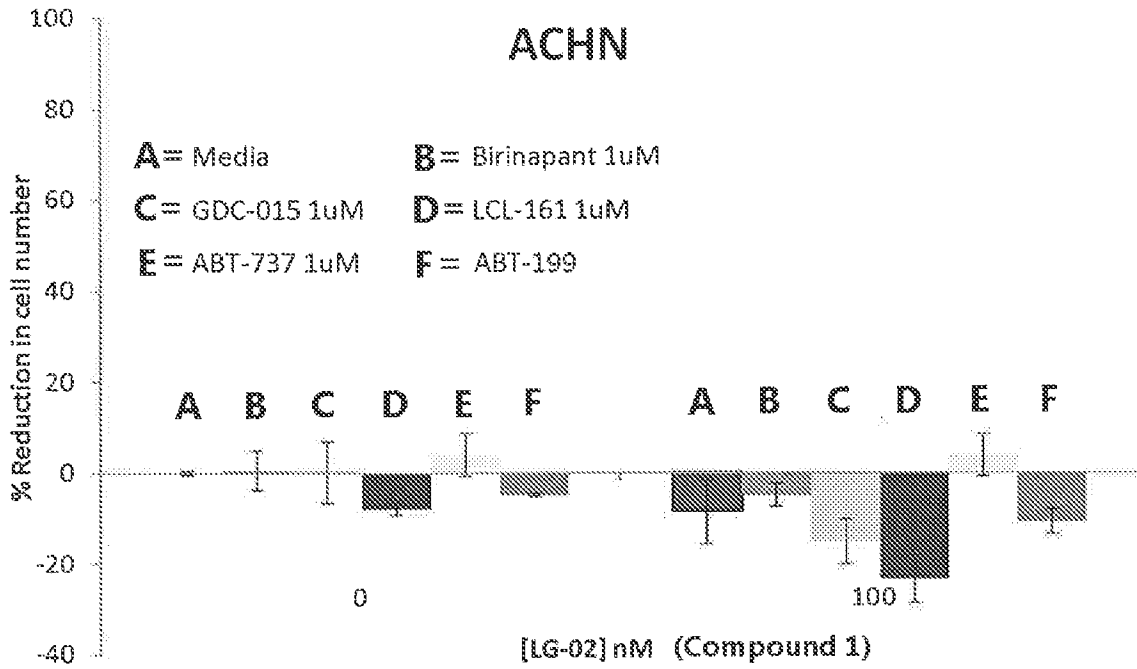 ACHN
100
80
60
40
20
0
-20
-40
% Reduction in cell number
A = Media B = Birinapant 1uM
C = GDC-015 1uM D = LCL-161 1uM
E = ABT-737 1uM F = ABT-199
A B C D E F A B C D E F
0 100
[LG-02] nM (Compound 1)